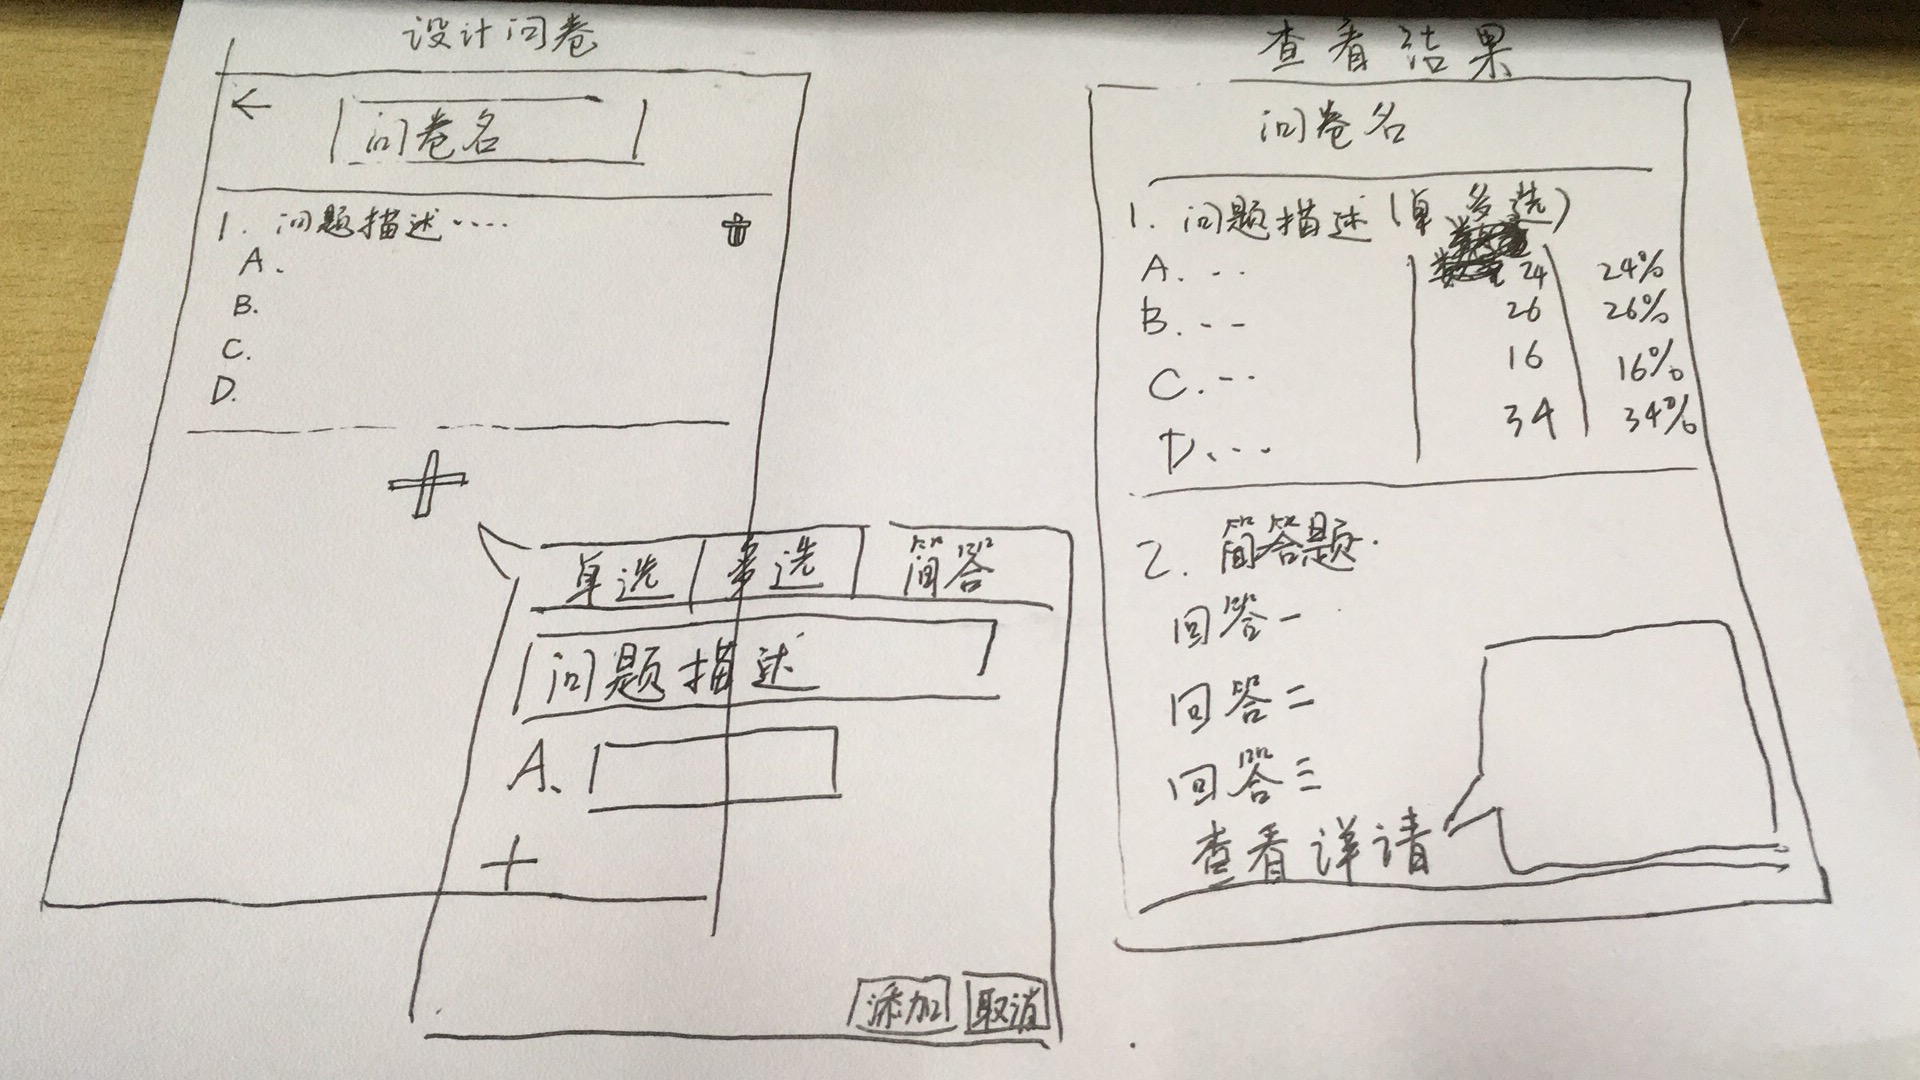 设计问卷
←
问卷名
1. 问题描述....
A.
B.
C.
D.
+
单选 多选 简答
问题描述
A.
+
添加 取消
查看结果
问卷名
1. 问题描述(单 多选)
A. -- 24 24%
B. -- 26 26%
C. -- 16 16%
D. ... 34 34%
2. 简答题.
回答一
回答二
回答三
查看详请